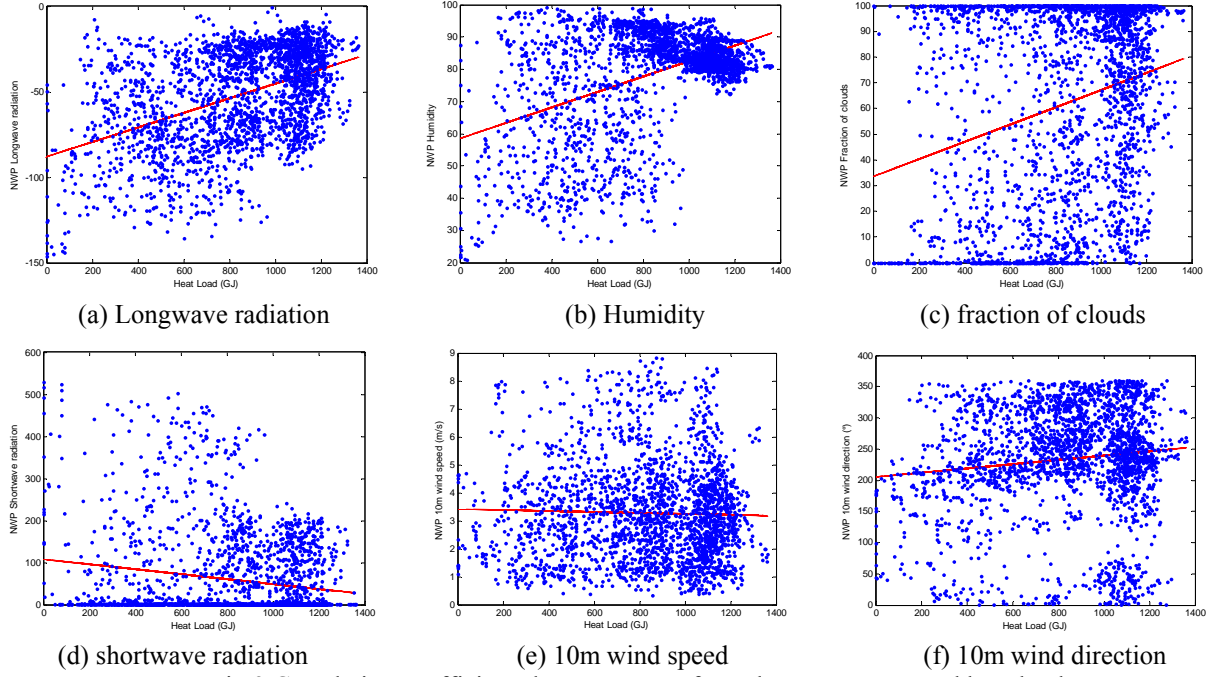 0
-50
-100
-150
0 200 400 600 800 1000 1200 1400
NWP Longwave radiation
Heat Load (GJ)
(a) Longwave radiation
100
90
80
70
60
50
40
30
20
0 200 400 600 800 1000 1200 1400
NWP Humidity
Heat Load (GJ)
(b) Humidity
100
90
80
70
60
50
40
30
20
10
0
0 200 400 600 800 1000 1200 1400
NWP Fraction of clouds
Heat Load (GJ)
(c) fraction of clouds
600
500
400
300
200
100
0
0 200 400 600 800 1000 1200 1400
NWP Shortwave radiation
Heat Load (GJ)
(d) shortwave radiation
9
8
7
6
5
4
3
2
1
0
0 200 400 600 800 1000 1200 1400
NWP 10m wind speed (m/s)
Heat Load (GJ)
(e) 10m wind speed
400
350
300
250
200
150
100
50
0
0 200 400 600 800 1000 1200 1400
NWP 10m wind direction (º)
Heat Load (GJ)
(f) 10m wind direction